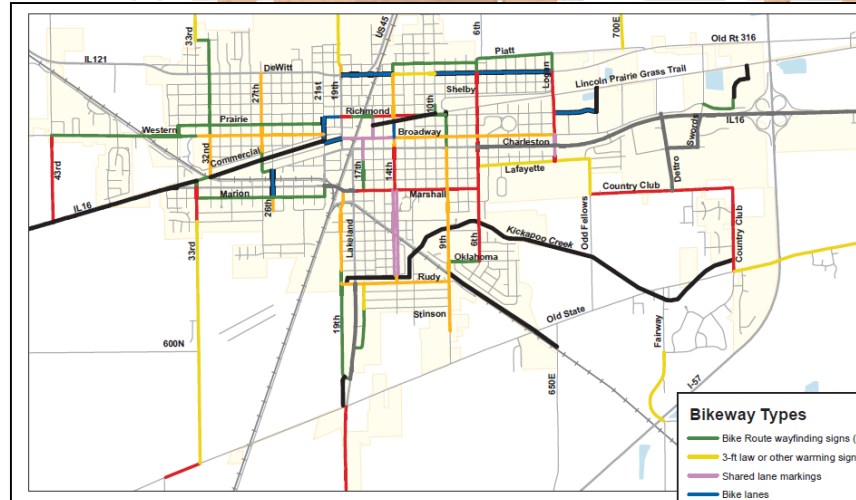 33rd
US45
6th
700E
Piatt
Old Rt 316
IL121
DeWitt
19th
Logan
Lincoln Prairie Grass Trail
27th
21st
Shelby
10th
Richmond
Prairie
Western
Broadway
IL16
Swords
32nd
Commercial
Charleston
43rd
17th
14th
Lafayette
Dettro
Marion
26th
Marshall
Country Club
IL16
33rd
Lakeland
9th
6th
Kickapoo Creek
Odd Fellows
Country Club
Oklahoma
Rudy
19th
Stinson
Old State
600N
Fairway
650E
I-57
Bikeway Types
Bike Route wayfinding signs (
3-ft law or other warming sign
Shared lane markings
Bike lanes